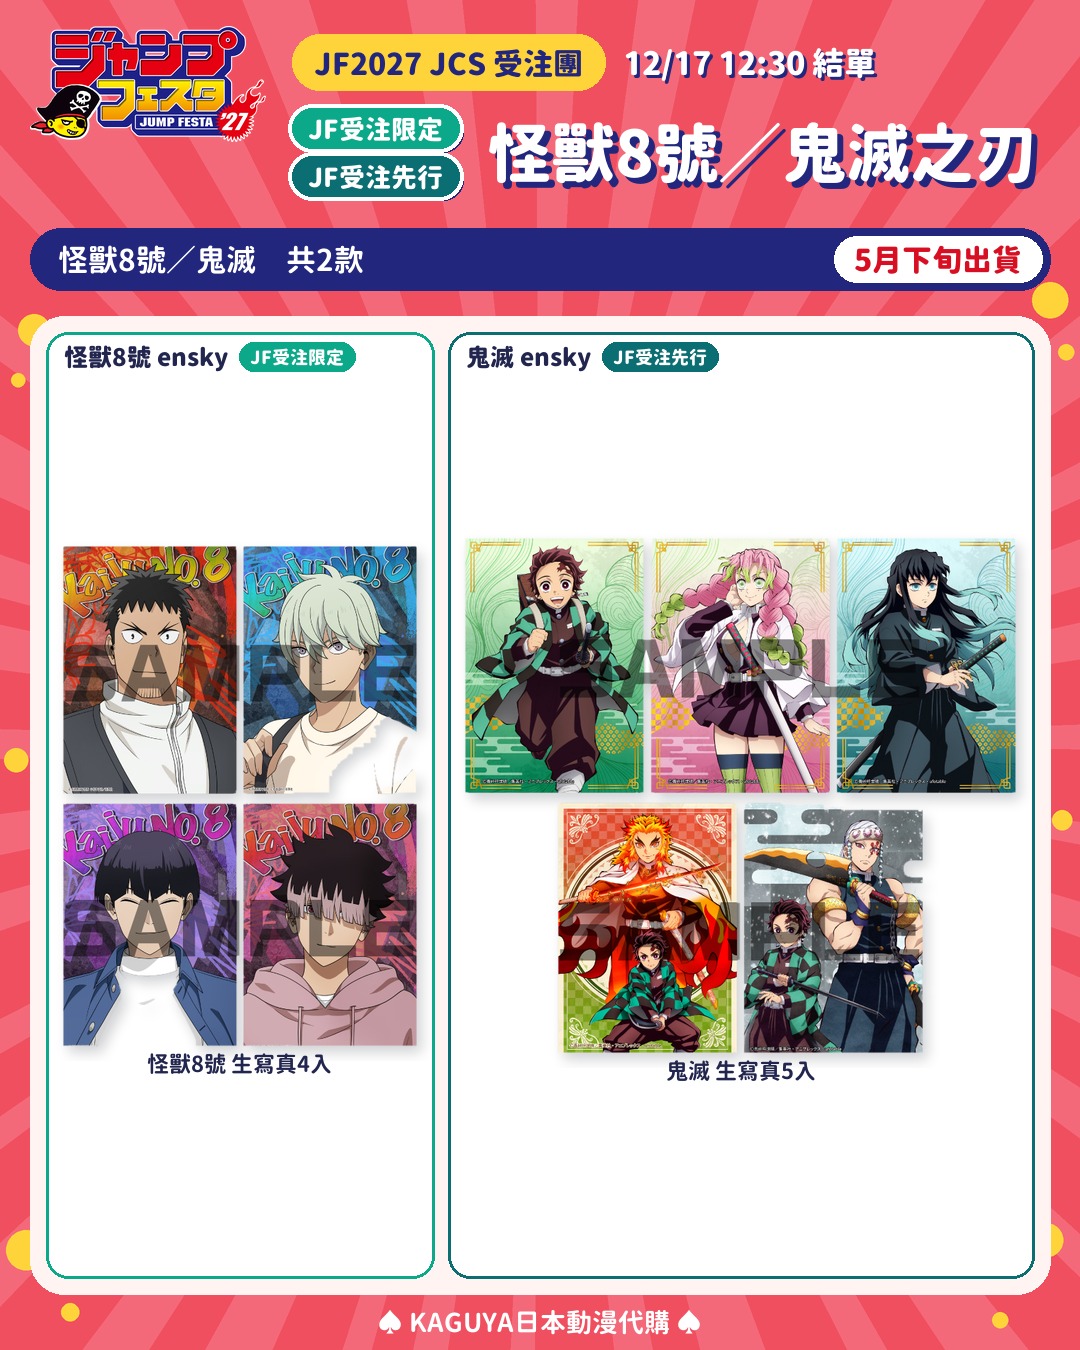 ジャンプ
フェスタ
JUMP FESTA '27
JF2027 JCS 受注團
12/17 12:30 結單
JF受注限定
JF受注先行
怪獸8號／鬼滅之刃
怪獸8號／鬼滅　共2款
5月下旬出貨
怪獸8號 ensky
JF受注限定
鬼滅 ensky
JF受注先行
KAIJU NO.8
KAIJU NO.8
SAMPLE
SAMPLE
KAIJU NO.8
KAIJU NO.8
SAMPLE
SAMPLE
怪獸8號 生寫真4入
鬼滅 生寫真5入
♠ KAGUYA日本動漫代購 ♠